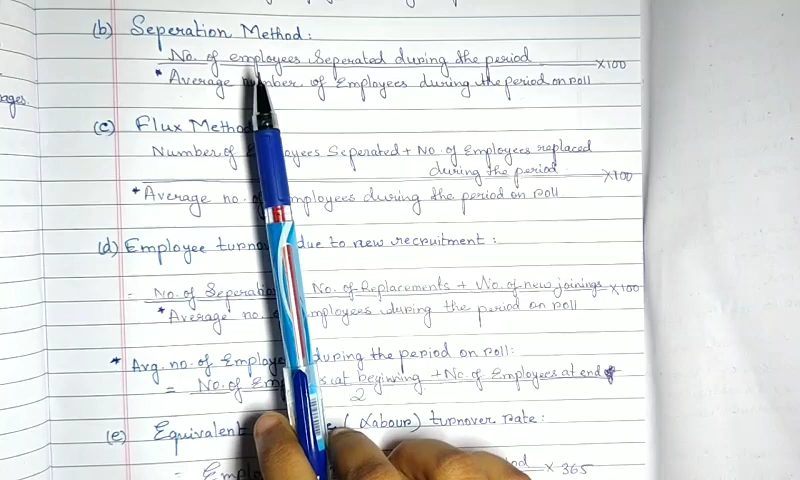 (b) Seperation Method:
No. of employees Seperated during the period
*Average number of Employees during the period on roll ×100
ages.
(c) Flux Method
Number of Seperated + No. of Employees replaced
during the period
*Average no. of employees during the period on roll ×100
(d) Employee turnover due to new recruitment:
= No. of Seperation No. of Replacements + No. of new joinings ×100
*Average no. of employees during the period on roll
* Avg. no. of Employees during the period on roll:
= No. of Employees at beginning + No. of Employees at end
2
(e) Equivalent (Labour) turnover rate:
= × 365